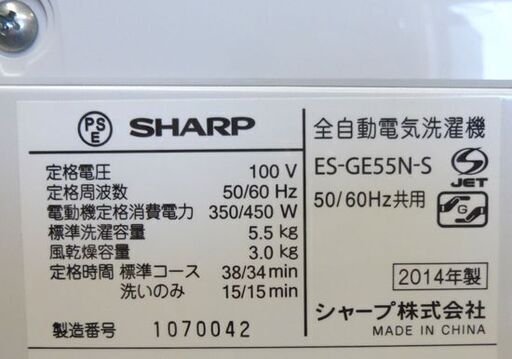 PS
E
SHARP
定格電圧 100 V
定格周波数 50/60 Hz
電動機定格消費電力 350/450 W
標準洗濯容量 5.5 kg
風乾燥容量 3.0 kg
定格時間 標準コース 38/34 min
洗いのみ 15/15 min
製造番号 1070042
全自動電気洗濯機
ES-GE55N-S
S
JET
50/60Hz共用
G
2014年製
シャープ株式会社
MADE IN CHINA